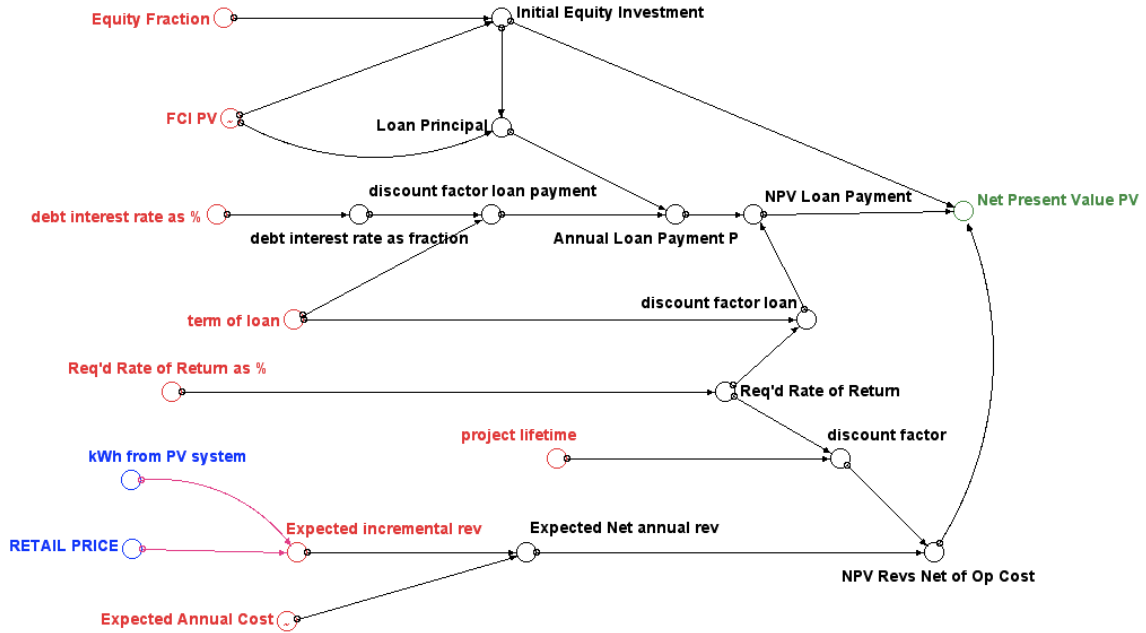 Initial Equity Investment
Equity Fraction
FCI PV
~
Loan Principal
discount factor loan payment
NPV Loan Payment
Net Present Value PV
debt interest rate as %
debt interest rate as fraction
Annual Loan Payment P
discount factor loan
term of loan
Req'd Rate of Return as %
Req'd Rate of Return
project lifetime
discount factor
kWh from PV system
Expected incremental rev
Expected Net annual rev
RETAIL PRICE
NPV Revs Net of Op Cost
Expected Annual Cost
~